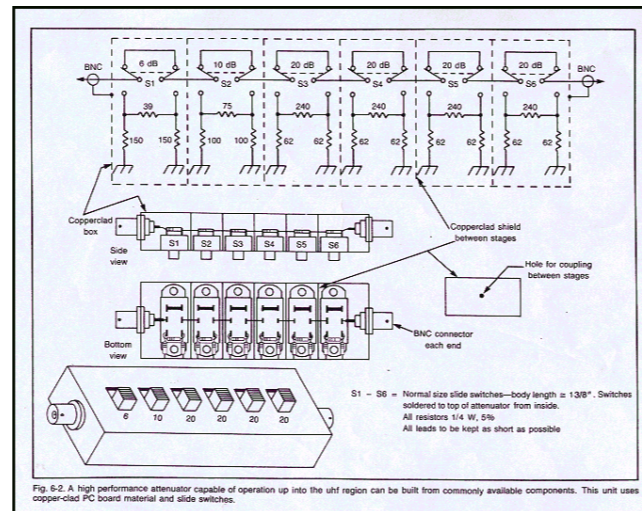 BNC
6 dB
10 dB
20 dB
20 dB
20 dB
20 dB
BNC
S1
S2
S3
S4
S5
S6
39
75
240
240
240
240
150
150
100
100
62
62
62
62
62
62
62
62
Copperclad
box
Side
view
S1
S2
S3
S4
S5
S6
Copperclad shield
between stages
Hole for coupling
between stages
Bottom
view
BNC connector
each end
6
10
20
20
20
20
S1 – S6 = Normal size slide switches—body length ≅ 13/8". Switches
soldered to top of attenuator from inside.
All resistors 1/4 W, 5%
All leads to be kept as short as possible
Fig. 6-2. A high performance attenuator capable of operation up into the uhf region can be built from commonly available components. This unit uses
copper-clad PC board material and slide switches.